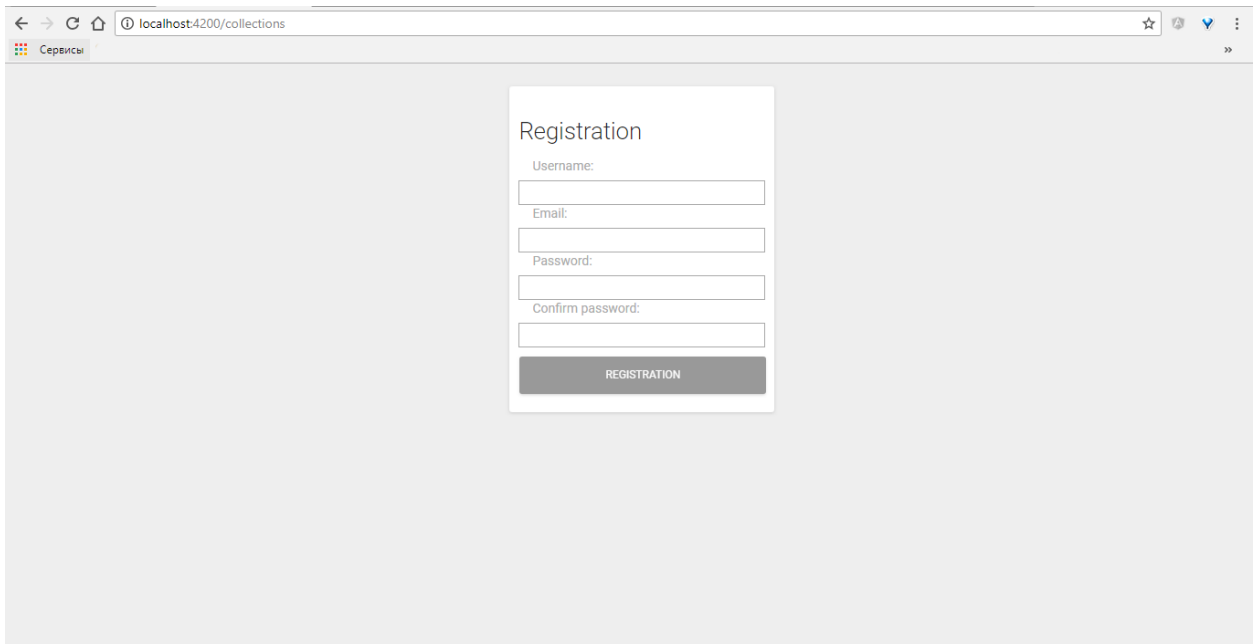 localhost:4200/collections
Сервисы
»
Registration
Username:
Email:
Password:
Confirm password:
REGISTRATION